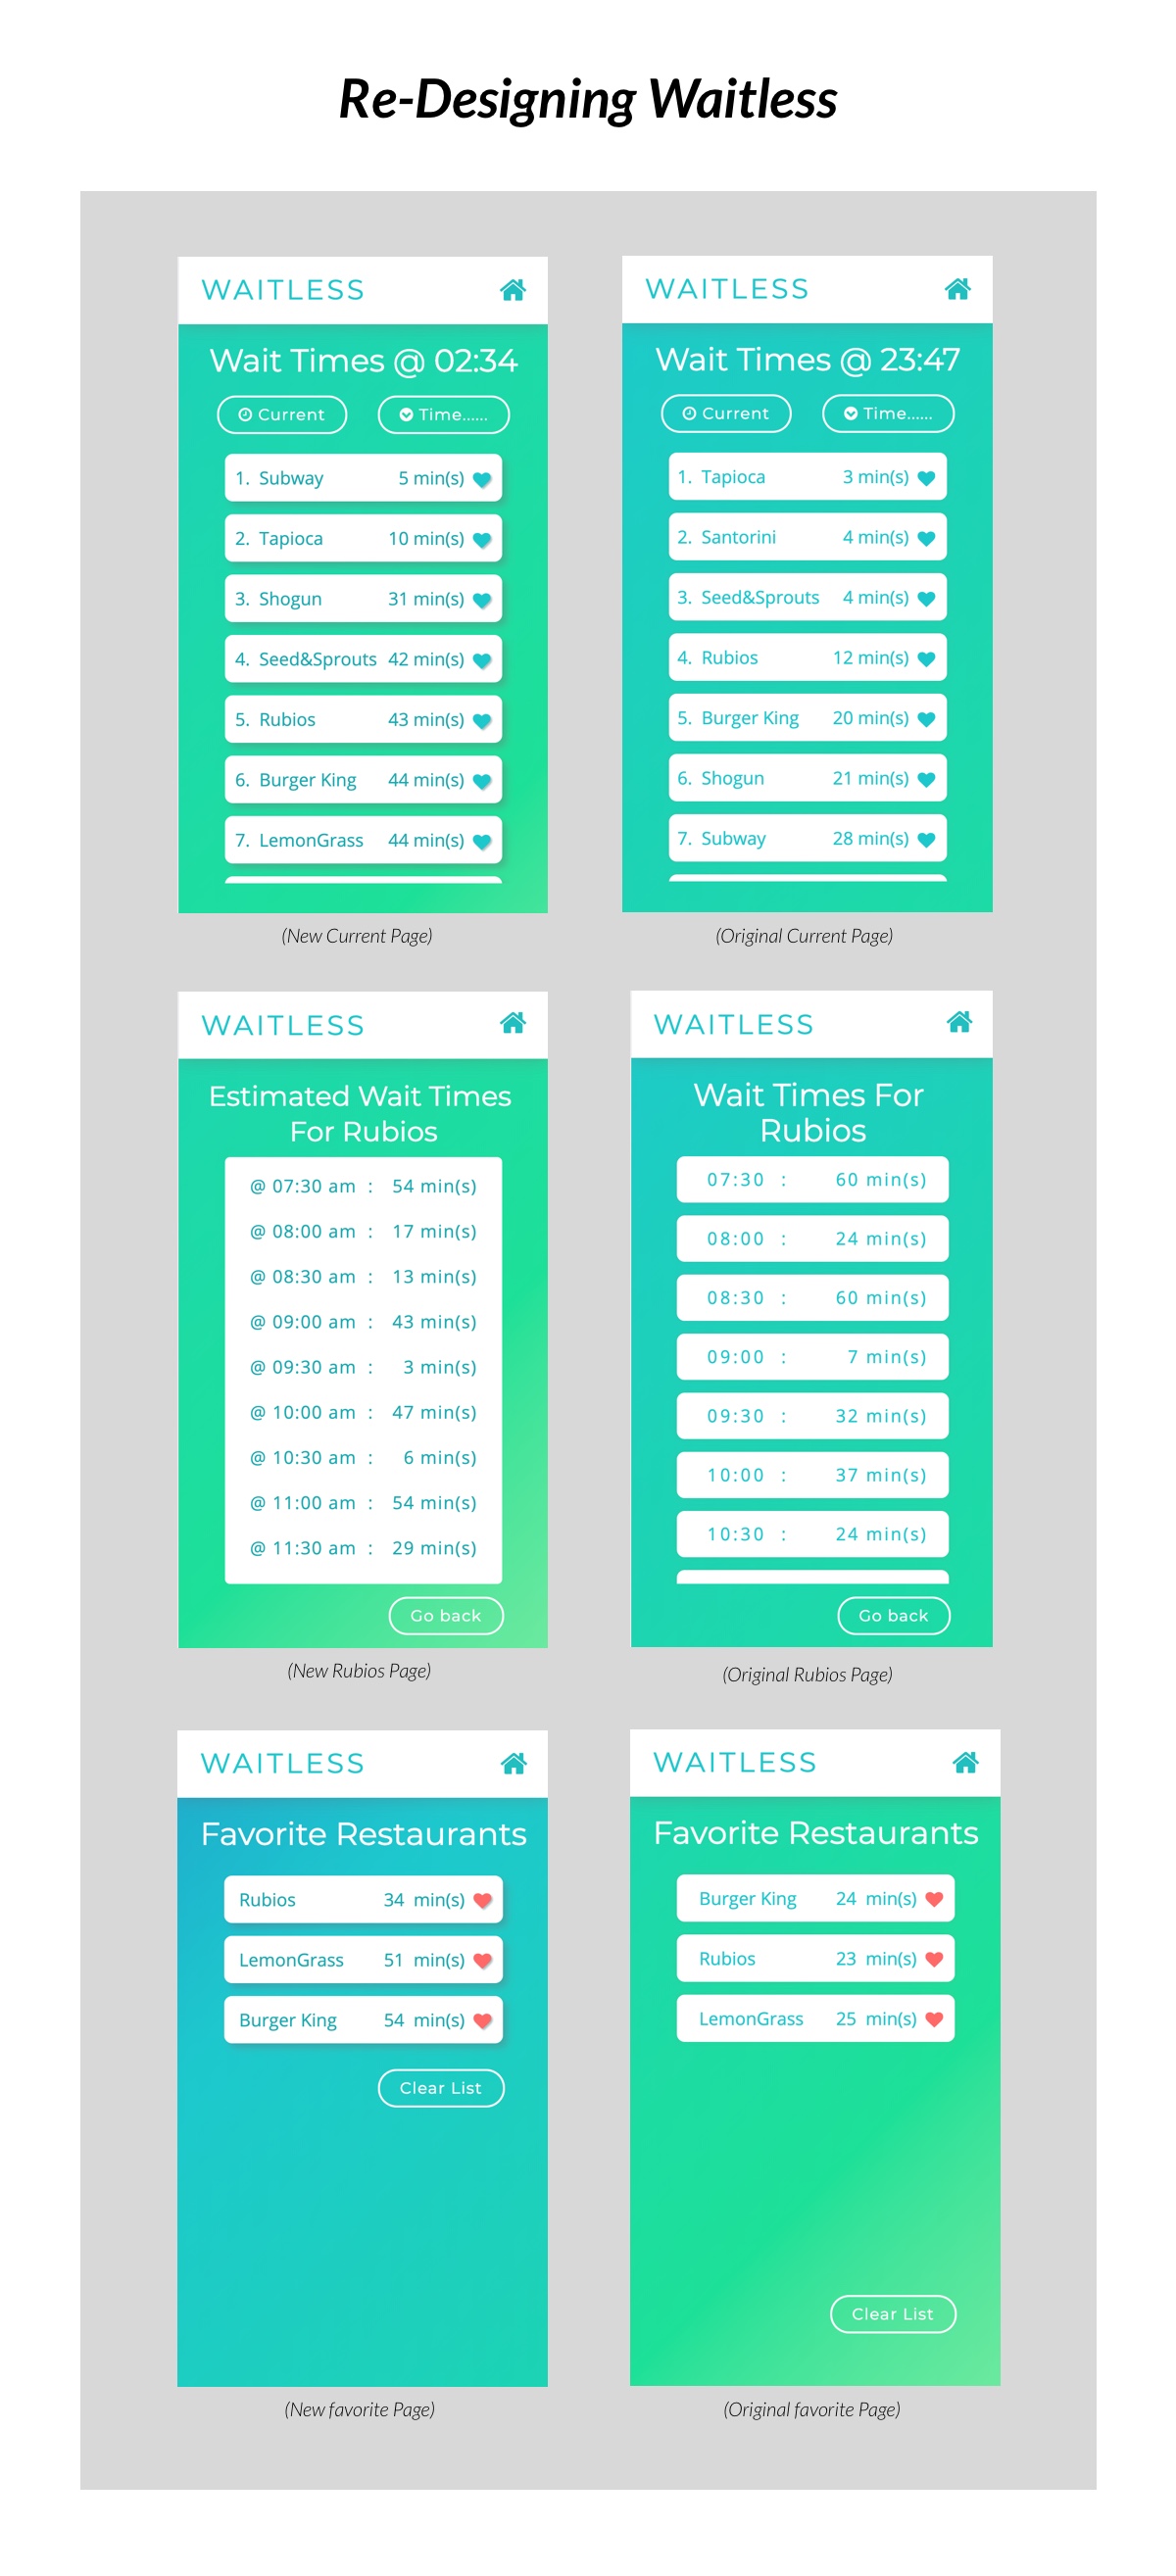 Re-Designing Waitless
WAITLESS
Wait Times @ 02:34
Current Time......
1. Subway 5 min(s)
2. Tapioca 10 min(s)
3. Shogun 31 min(s)
4. Seed&Sprouts 42 min(s)
5. Rubios 43 min(s)
6. Burger King 44 min(s)
7. LemonGrass 44 min(s)
(New Current Page)
WAITLESS
Wait Times @ 23:47
Current Time......
1. Tapioca 3 min(s)
2. Santorini 4 min(s)
3. Seed&Sprouts 4 min(s)
4. Rubios 12 min(s)
5. Burger King 20 min(s)
6. Shogun 21 min(s)
7. Subway 28 min(s)
(Original Current Page)
WAITLESS
Estimated Wait Times
For Rubios
@ 07:30 am : 54 min(s)
@ 08:00 am : 17 min(s)
@ 08:30 am : 13 min(s)
@ 09:00 am : 43 min(s)
@ 09:30 am : 3 min(s)
@ 10:00 am : 47 min(s)
@ 10:30 am : 6 min(s)
@ 11:00 am : 54 min(s)
@ 11:30 am : 29 min(s)
Go back
(New Rubios Page)
WAITLESS
Wait Times For
Rubios
07:30 : 60 min(s)
08:00 : 24 min(s)
08:30 : 60 min(s)
09:00 : 7 min(s)
09:30 : 32 min(s)
10:00 : 37 min(s)
10:30 : 24 min(s)
Go back
(Original Rubios Page)
WAITLESS
Favorite Restaurants
Rubios 34 min(s)
LemonGrass 51 min(s)
Burger King 54 min(s)
Clear List
(New favorite Page)
WAITLESS
Favorite Restaurants
Burger King 24 min(s)
Rubios 23 min(s)
LemonGrass 25 min(s)
Clear List
(Original favorite Page)